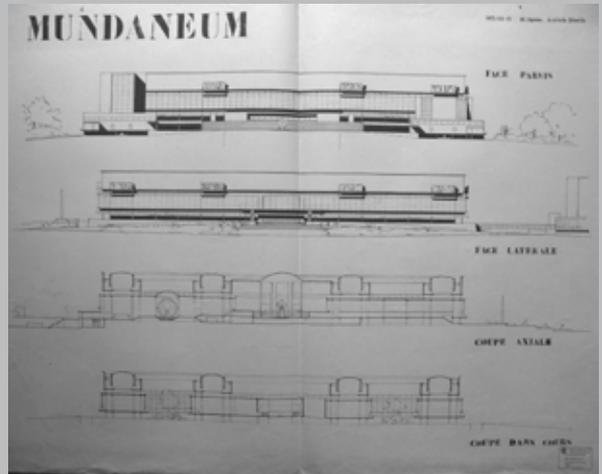 MUNDANEUM
FACE PARVIS
FACE LATERALE
COUPE AXIALE
COUPE DANS COURS